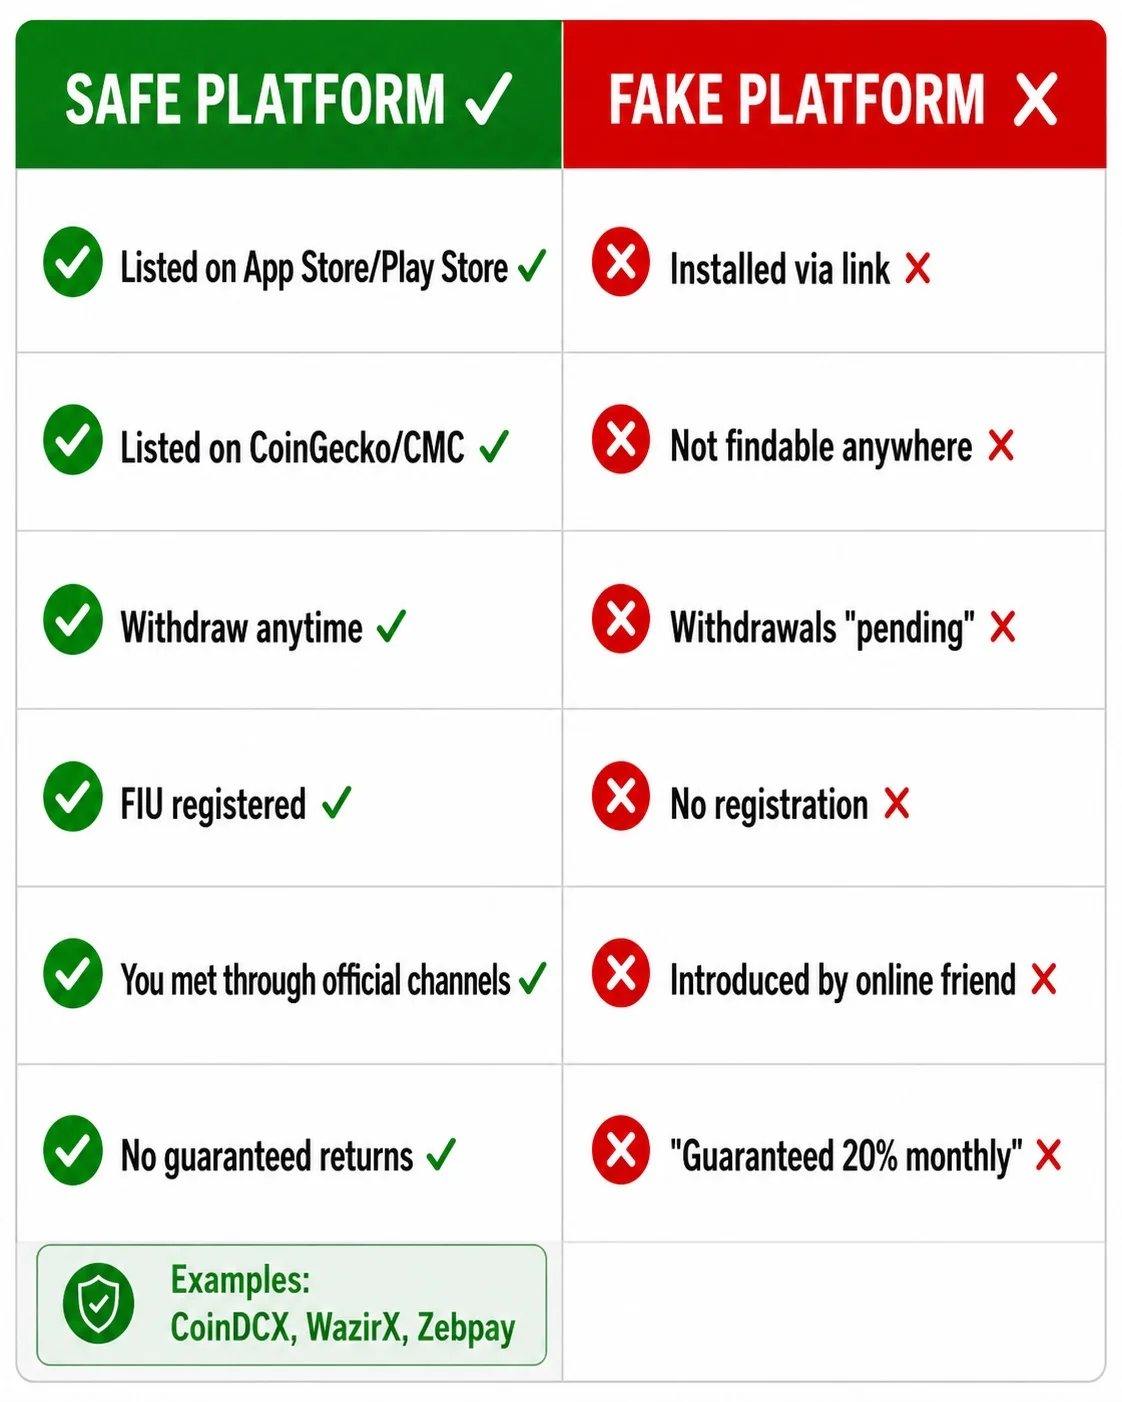 SAFE PLATFORM ✓
FAKE PLATFORM ✗
Listed on App Store/Play Store ✓
Installed via link ✗
Listed on CoinGecko/CMC ✓
Not findable anywhere ✗
Withdraw anytime ✓
Withdrawals "pending" ✗
FIU registered ✓
No registration ✗
You met through official channels ✓
Introduced by online friend ✗
No guaranteed returns ✓
"Guaranteed 20% monthly" ✗
Examples:
CoinDCX, WazirX, Zebpay